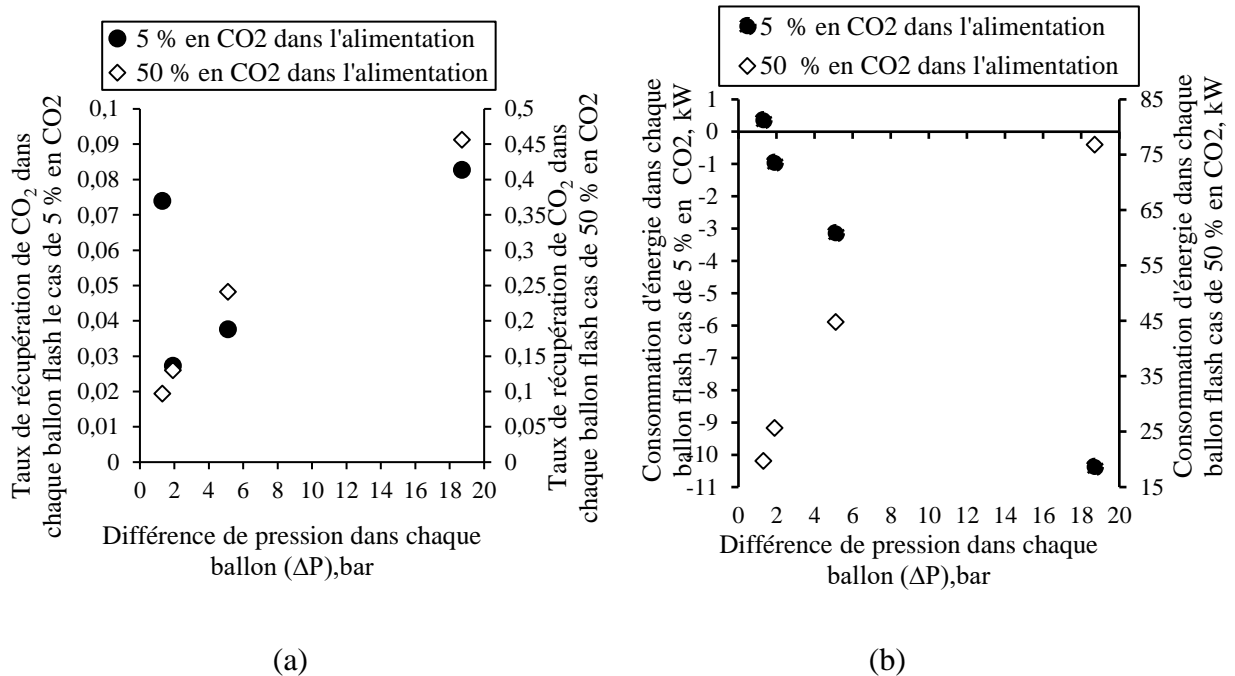 5 % en CO2 dans l'alimentation
50 % en CO2 dans l'alimentation
Taux de récupération de CO2 dans
chaque ballon flash le cas de 5 % en CO2
0,1
0,09
0,08
0,07
0,06
0,05
0,04
0,03
0,02
0,01
0
0,5
0,45
0,4
0,35
0,3
0,25
0,2
0,15
0,1
0,05
0
Taux de récupération de CO2 dans
chaque ballon flash cas de 50 % en CO2
0 2 4 6 8 10 12 14 16 18 20
Différence de pression dans chaque
ballon (ΔP),bar
(a)
5 % en CO2 dans l'alimentation
50 % en CO2 dans l'alimentation
Consommation d'énergie dans chaque
ballon flash cas de 5 % en CO2, kW
1
0
-1
-2
-3
-4
-5
-6
-7
-8
-9
-10
-11
85
75
65
55
45
35
25
15
Consommation d'énergie dans chaque
ballon flash cas de 50 % en CO2, kW
0 2 4 6 8 10 12 14 16 18 20
Différence de pression dans chaque
ballon (ΔP),bar
(b)